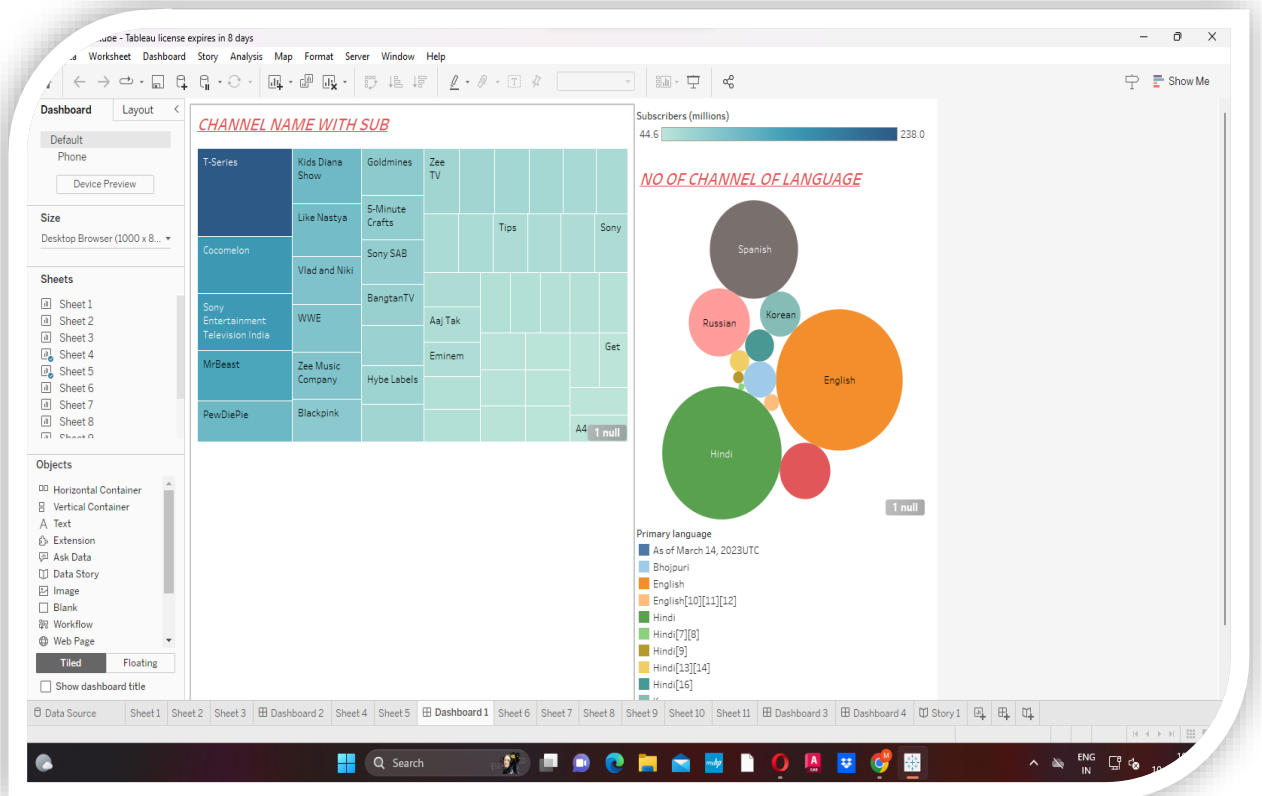 Tableau license expires in 8 days
Worksheet Dashboard Story Analysis Map Format Server Window Help
Show Me
Dashboard Layout
Default
Phone
Device Preview
Size
Desktop Browser (1000 x 8...
Sheets
Sheet 1
Sheet 2
Sheet 3
Sheet 4
Sheet 5
Sheet 6
Sheet 7
Sheet 8
Objects
Horizontal Container
Vertical Container
Text
Extension
Ask Data
Data Story
Image
Blank
Workflow
Web Page
Tiled Floating
Show dashboard title
CHANNEL NAME WITH SUB
T-Series
Cocomelon
Sony
Entertainment
Television India
MrBeast
PewDiePie
Kids Diana
Show
Like Nastya
Vlad and Niki
WWE
Zee Music
Company
Blackpink
Goldmines
5-Minute
Crafts
Sony SAB
BangtanTV
Hybe Labels
Zee
TV
Tips
Sony
Aaj Tak
Eminem
Get
A4
1 null
Subscribers (millions)
44.6 238.0
NO OF CHANNEL OF LANGUAGE
Spanish
Russian
Korean
English
Hindi
1 null
Primary language
As of March 14, 2023UTC
Bhojpuri
English
English[10][11][12]
Hindi
Hindi[7][8]
Hindi[9]
Hindi[13][14]
Hindi[16]
Data Source Sheet 1 Sheet 2 Sheet 3 Dashboard 2 Sheet 4 Sheet 5 Dashboard 1 Sheet 6 Sheet 7 Sheet 8 Sheet 9 Sheet 10 Sheet 11 Dashboard 3 Dashboard 4 Story 1
Search
ENG
IN